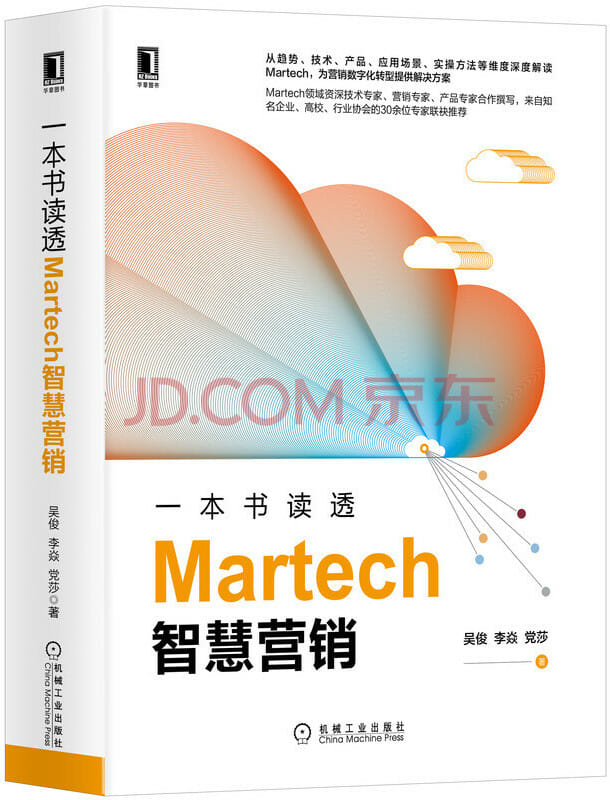 华章图书
一本书读透Martech智慧营销
吴俊 李焱 党莎◎著
机械工业出版社
China Machine Press
华章图书
从趋势、技术、产品、应用场景、实操方法等维度深度解读
Martech,为营销数字化转型提供解决方案
Martech领域资深技术专家、营销专家、产品专家合作撰写,来自知
名企业、高校、行业协会的30余位专家联袂推荐
JD.COM 京东
一本书读透
Martech
智慧营销
吴俊 李焱 党莎
著
机械工业出版社
China Machine Press